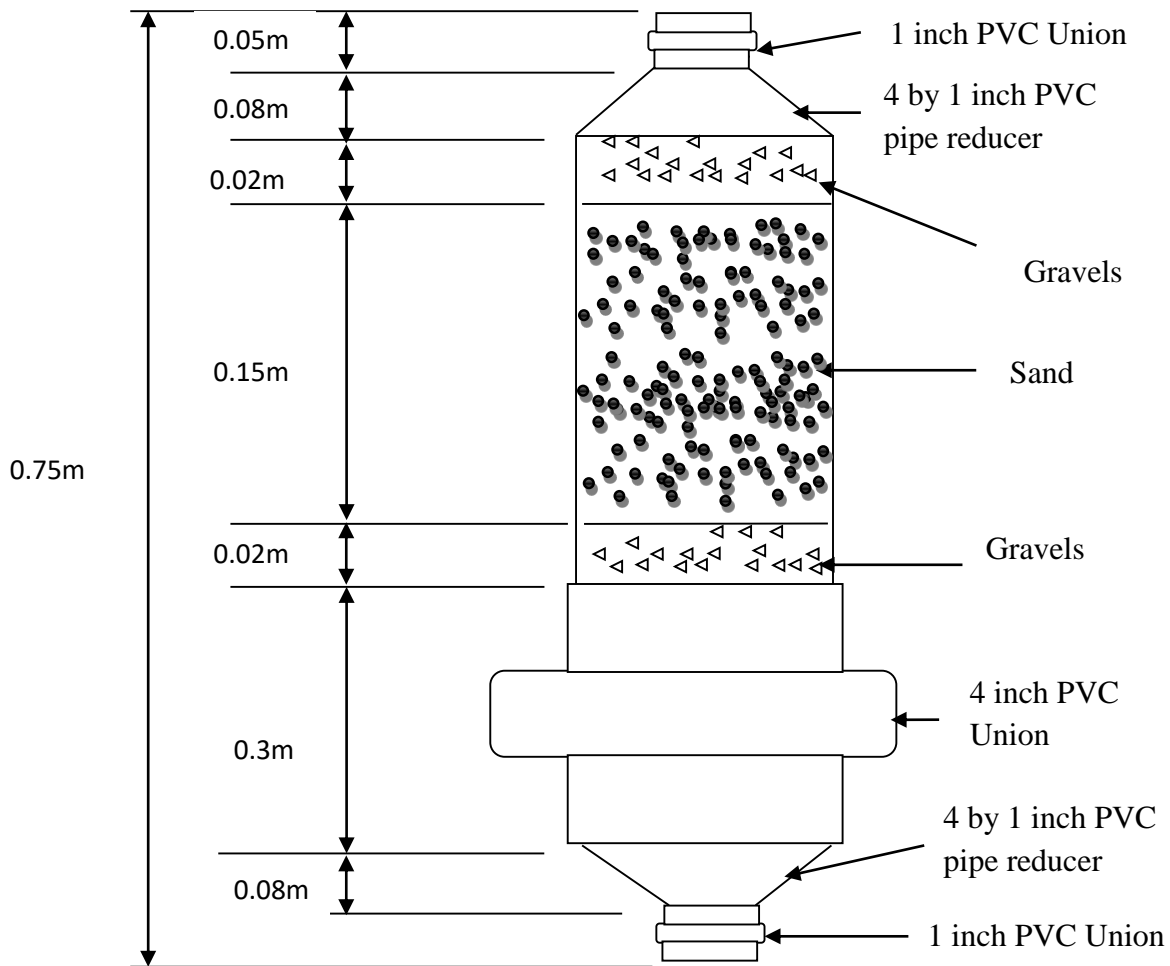 0.05m
1 inch PVC Union
0.08m
4 by 1 inch PVC
pipe reducer
0.02m
Gravels
0.15m
Sand
0.75m
0.02m
Gravels
4 inch PVC
Union
0.3m
4 by 1 inch PVC
pipe reducer
0.08m
1 inch PVC Union